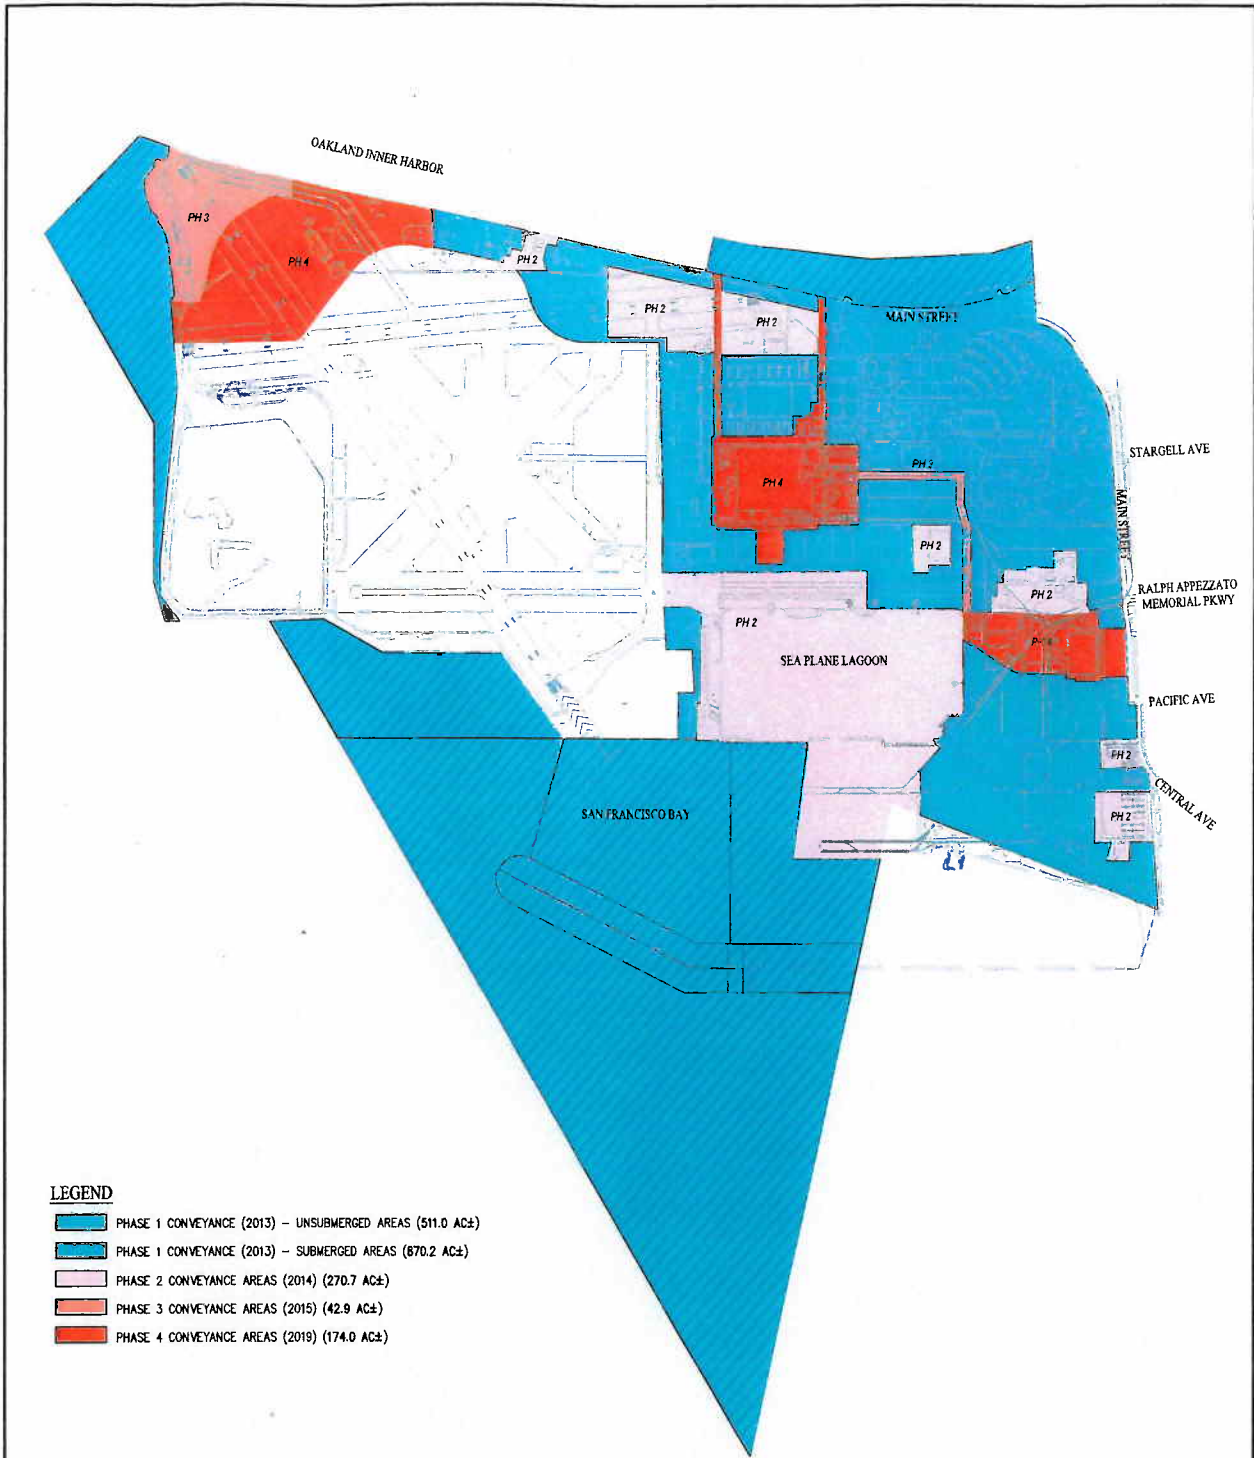 OAKLAND INNER HARBOR
PH 3
PH 4
PH 2
PH 2
PH 2
MAIN STREET
STARGELL AVE
PH 3
PH 4
MAIN STREET
PH 2
PH 2
RALPH APPEZZATO
MEMORIAL PKWY
PH 2
SEA PLANE LAGOON
PACIFIC AVE
PH 2
CENTRAL AVE
SAN FRANCISCO BAY
PH 2
LEGEND
PHASE 1 CONVEYANCE (2013) – UNSUBMERGED AREAS (511.0 AC±)
PHASE 1 CONVEYANCE (2013) – SUBMERGED AREAS (870.2 AC±)
PHASE 2 CONVEYANCE AREAS (2014) (270.7 AC±)
PHASE 3 CONVEYANCE AREAS (2015) (42.9 AC±)
PHASE 4 CONVEYANCE AREAS (2019) (174.0 AC±)